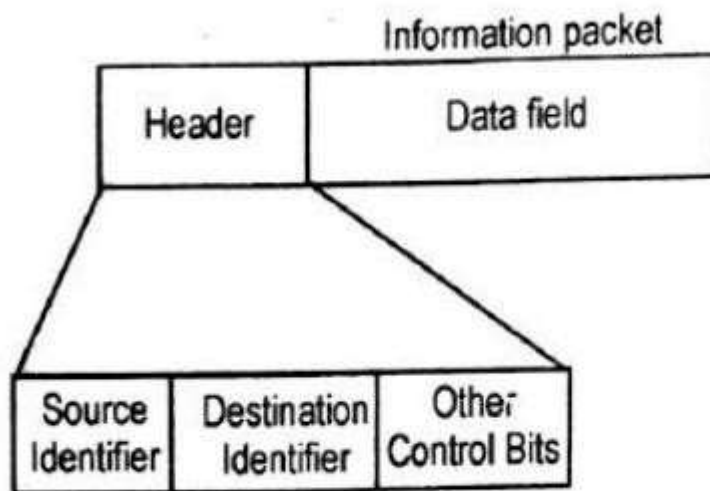 Information packet
Header
Data field
Source
Identifier
Destination
Identifier
Other
Control Bits